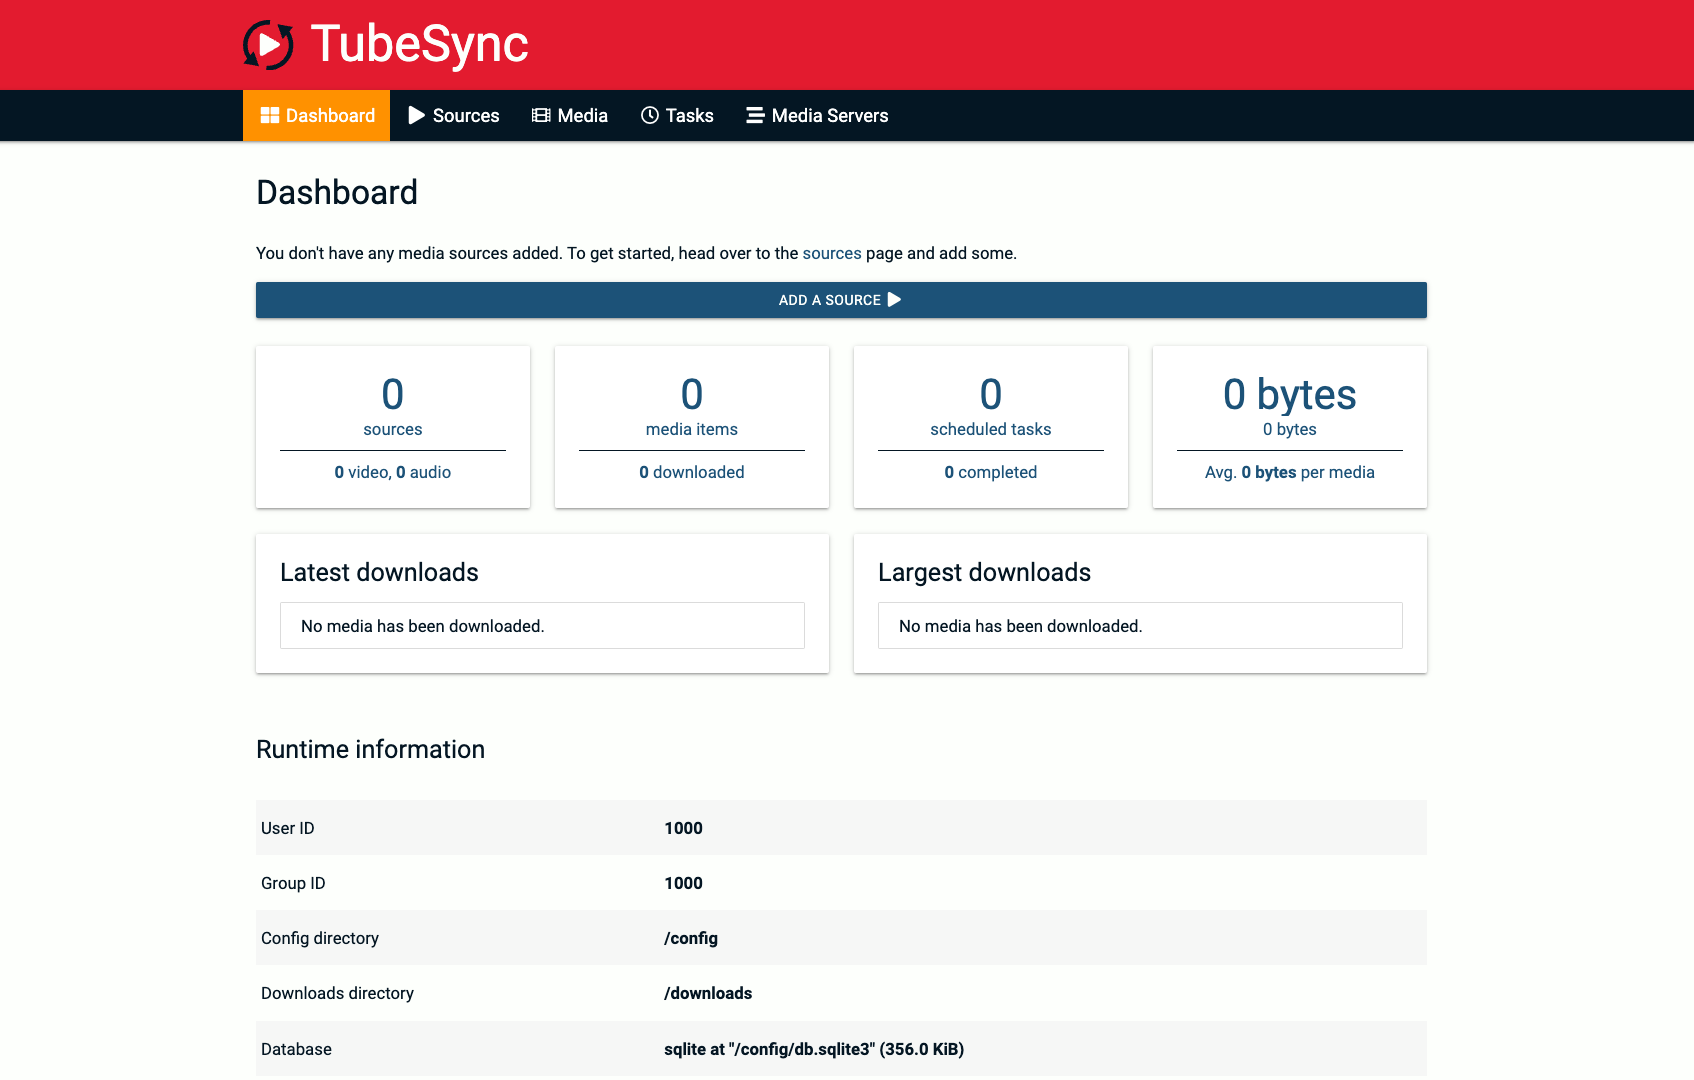 TubeSync
Dashboard Sources Media Tasks Media Servers
Dashboard
You don't have any media sources added. To get started, head over to the sources page and add some.
ADD A SOURCE
0
sources
0 video, 0 audio
0
media items
0 downloaded
0
scheduled tasks
0 completed
0 bytes
0 bytes
Avg. 0 bytes per media
Latest downloads
No media has been downloaded.
Largest downloads
No media has been downloaded.
Runtime information
User ID 1000
Group ID 1000
Config directory /config
Downloads directory /downloads
Database sqlite at "/config/db.sqlite3" (356.0 KiB)